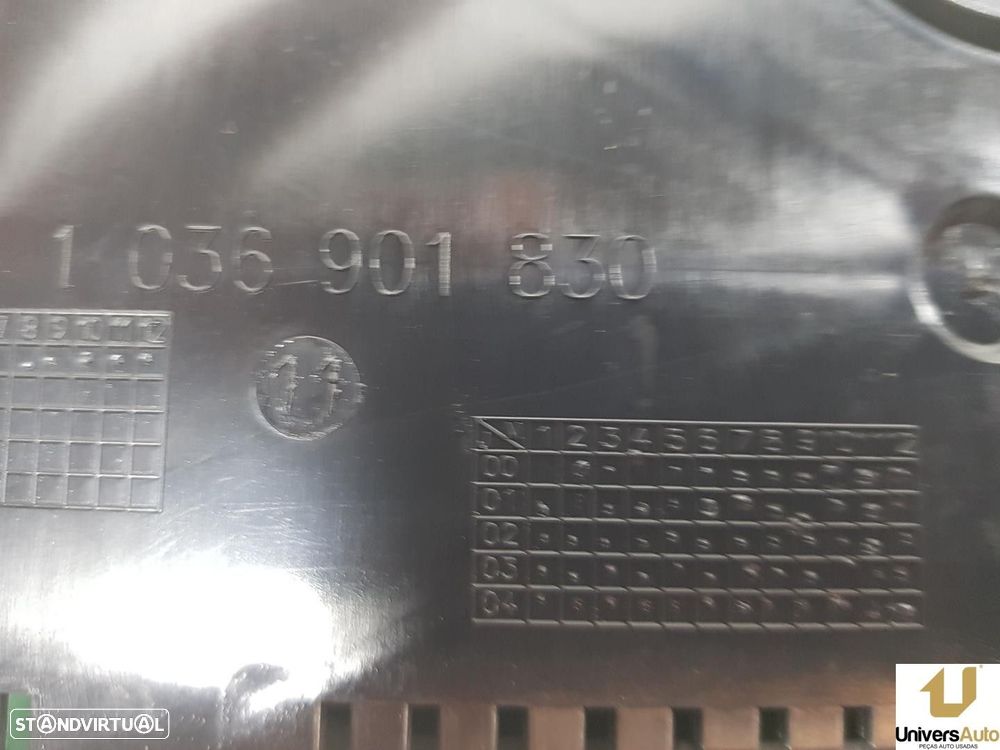 1 036 901 830
7 8 9 10 11 12
11
1 2 3 4 5 6 7 8 9 10 11 12
00
01
02
03
04
STANDVIRTUAL
UniversAuto
PEÇAS AUTO USADAS